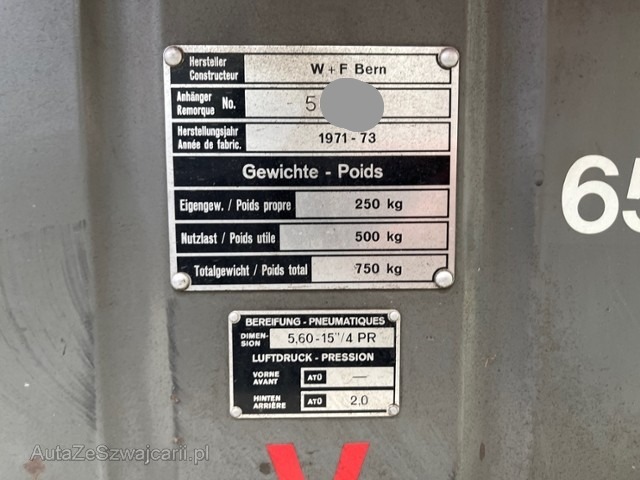 Hersteller
Constructeur W+F Bern
Anhänger
Remorque No. 5
Herstellungsjahr
Année de fabric. 1971-73
Gewichte - Poids
Eigengew. / Poids propre 250 kg
Nutzlast / Poids utile 500 kg
Totalgewicht / Poids total 750 kg
65
BEREIFUNG - PNEUMATIQUES
DIMEN-
SION 5,60-15"/4 PR
LUFTDRUCK - PRESSION
VORNE
AVANT ATÜ —
HINTEN
ARRIÈRE ATÜ 2.0
AutaZeSzwajcarii.pl